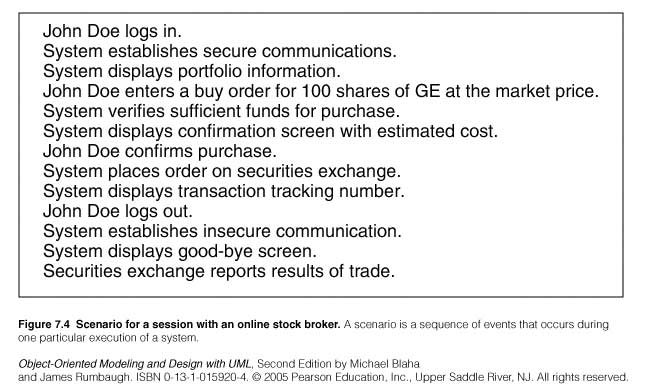 John Doe logs in.
System establishes secure communications.
System displays portfolio information.
John Doe enters a buy order for 100 shares of GE at the market price.
System verifies sufficient funds for purchase.
System displays confirmation screen with estimated cost.
John Doe confirms purchase.
System places order on securities exchange.
System displays transaction tracking number.
John Doe logs out.
System establishes insecure communication.
System displays good-bye screen.
Securities exchange reports results of trade.
Figure 7.4 Scenario for a session with an online stock broker. A scenario is a sequence of events that occurs during
one particular execution of a system.
Object-Oriented Modeling and Design with UML, Second Edition by Michael Blaha
and James Rumbaugh. ISBN 0-13-1-015920-4. © 2005 Pearson Education, Inc., Upper Saddle River, NJ. All rights reserved.